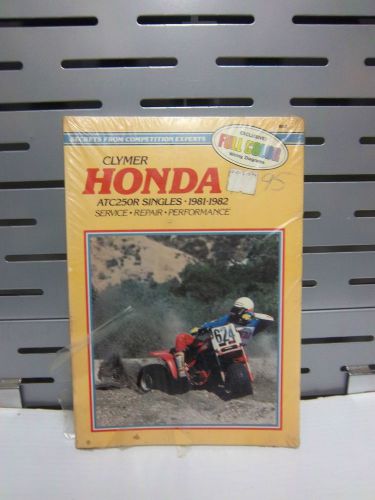 SECRETS FROM COMPETITION EXPERTS
EXCLUSIVE!
FULL COLOR
Wiring Diagrams
CLYMER
HONDA
95
ATC250R SINGLES • 1981-1982
SERVICE • REPAIR • PERFORMANCE
624